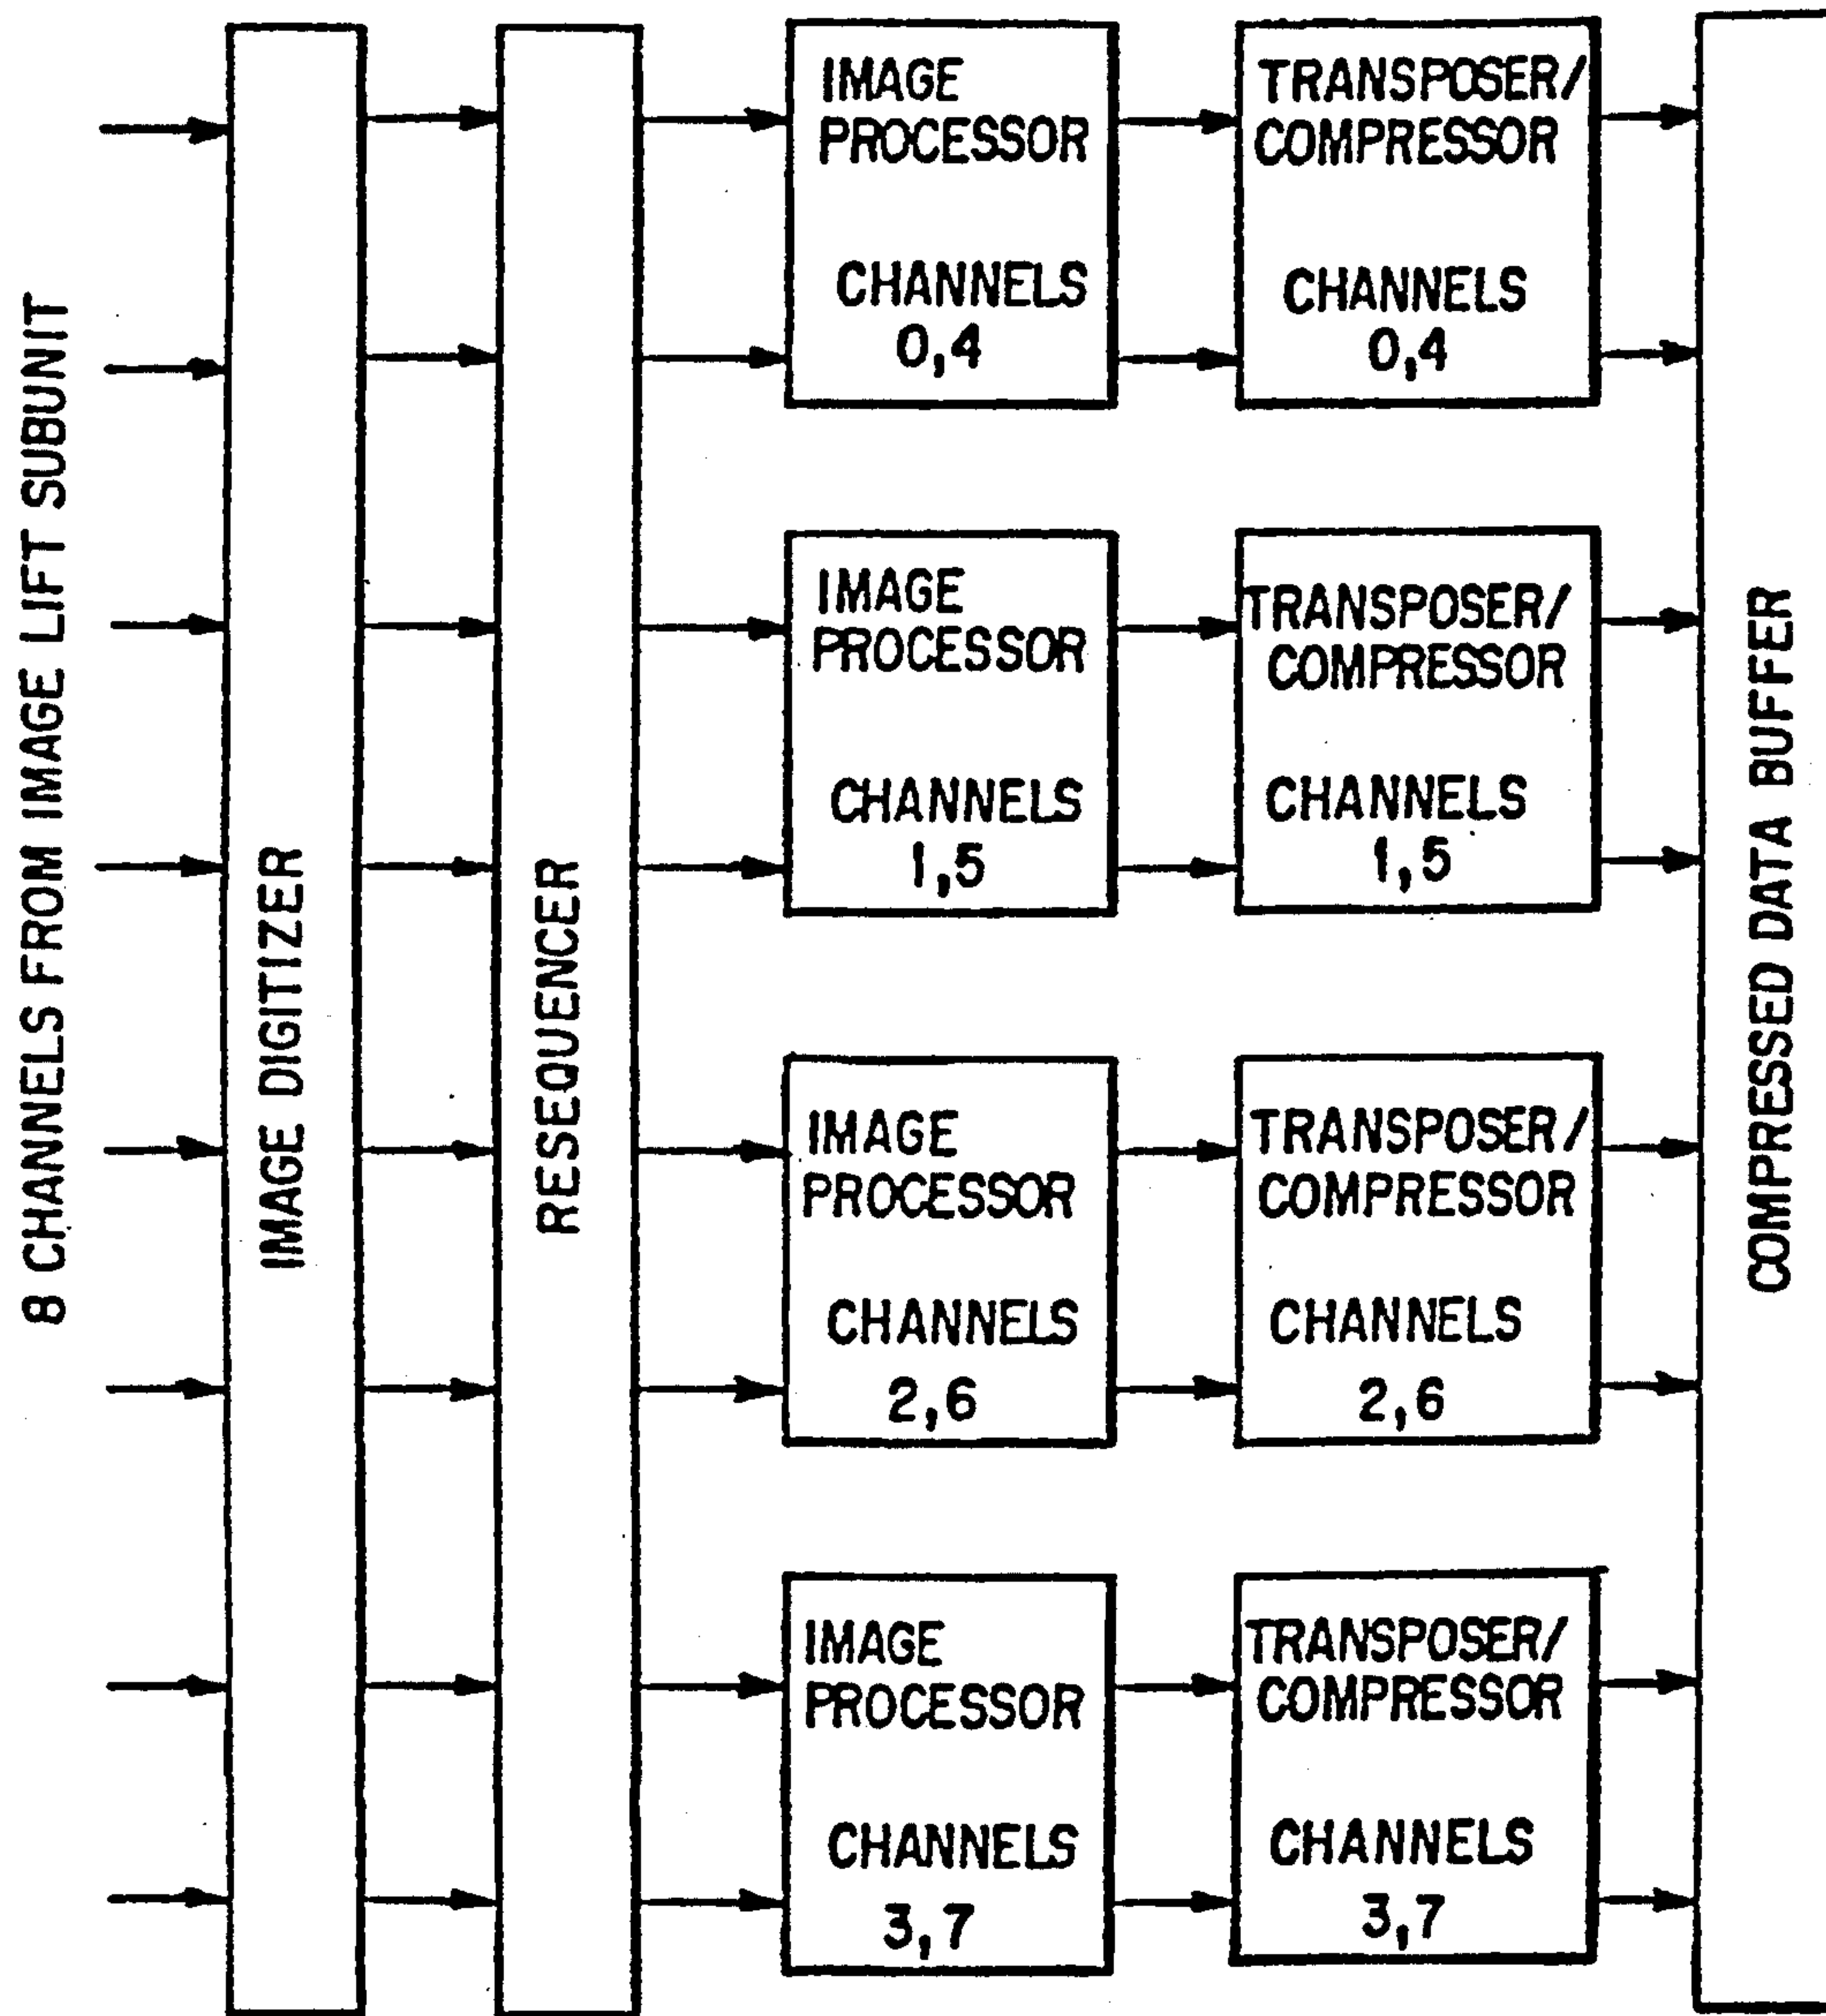 8 CHANNELS FROM IMAGE LIFT SUBUNIT
IMAGE DIGITIZER
RESEQUENCER
IMAGE
PROCESSOR
CHANNELS
0,4
TRANSPOSER/
COMPRESSOR
CHANNELS
0,4
IMAGE
PROCESSOR
CHANNELS
1,5
TRANSPOSER/
COMPRESSOR
CHANNELS
1,5
IMAGE
PROCESSOR
CHANNELS
2,6
TRANSPOSER/
COMPRESSOR
CHANNELS
2,6
IMAGE
PROCESSOR
CHANNELS
3,7
TRANSPOSER/
COMPRESSOR
CHANNELS
3,7
COMPRESSED DATA BUFFER